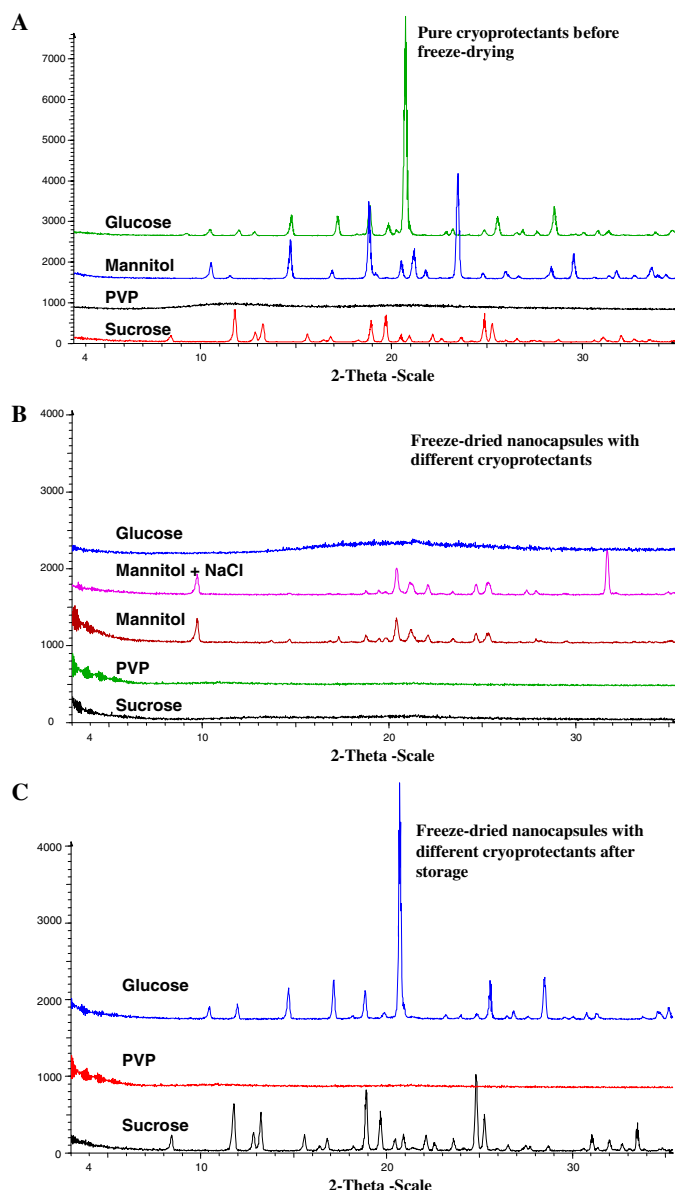 A
Pure cryoprotectants before
freeze-drying
7000
6000
5000
4000
3000
2000
1000
0
Glucose
Mannitol
PVP
Sucrose
4 10 20 30
2-Theta -Scale
B
Freeze-dried nanocapsules with
different cryoprotectants
4000
3000
2000
1000
0
Glucose
Mannitol + NaCl
Mannitol
PVP
Sucrose
4 10 20 30
2-Theta -Scale
C
Freeze-dried nanocapsules with
different cryoprotectants after
storage
4000
3000
2000
1000
0
Glucose
PVP
Sucrose
4 10 20 30
2-Theta -Scale